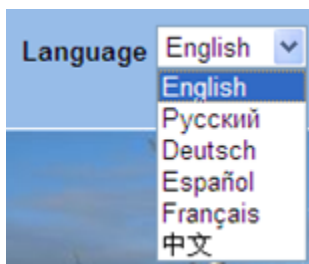 Language English
English
Русский
Deutsch
Español
Français
中文